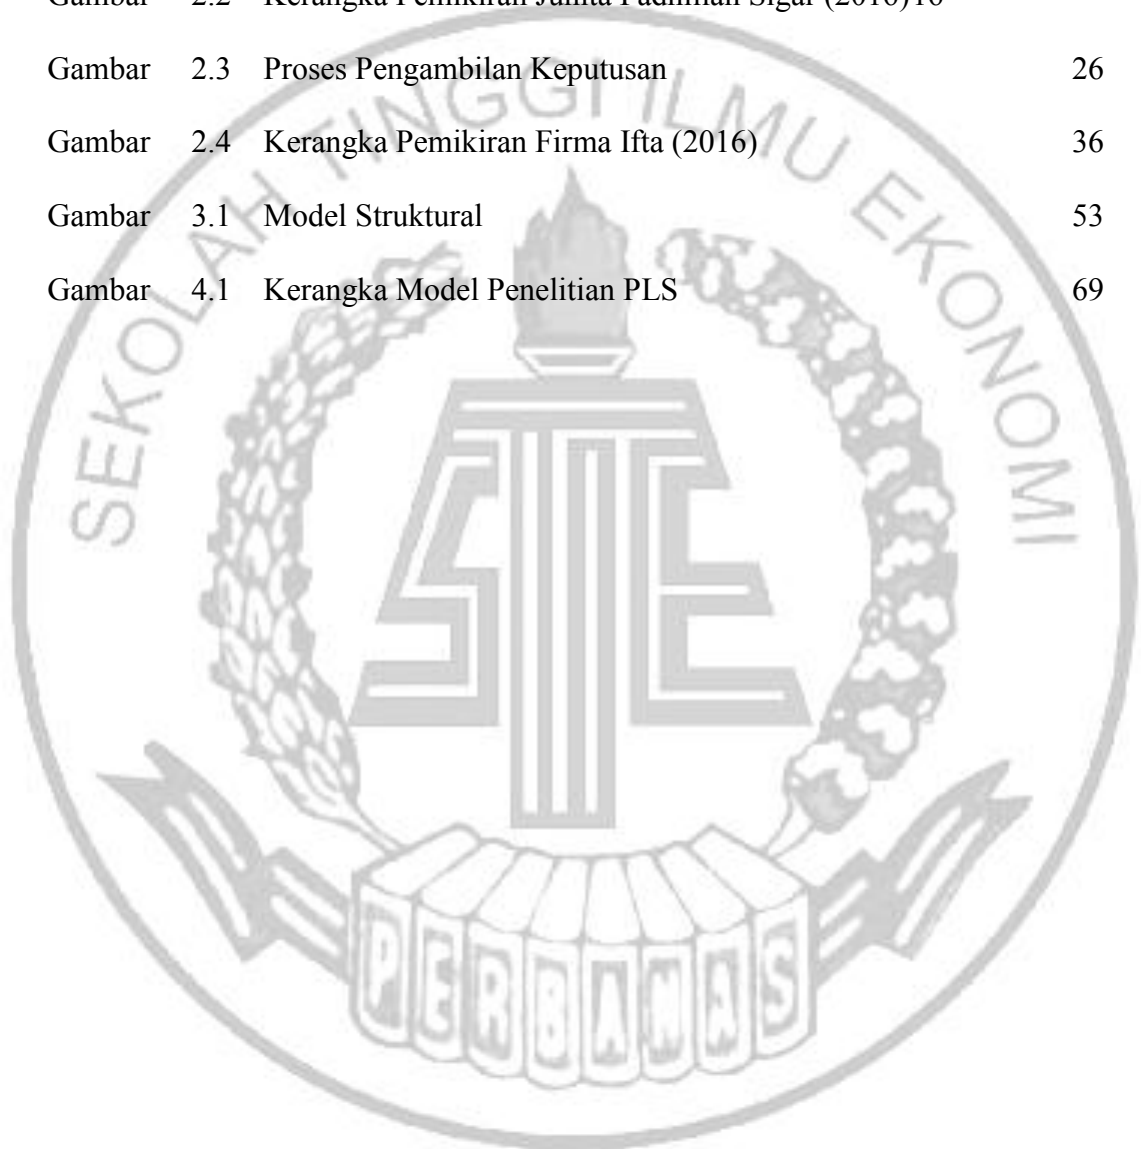 Gambar 2.3 Proses Pengambilan Keputusan 26
Gambar 2.4 Kerangka Pemikiran Firma Ifta (2016) 36
Gambar 3.1 Model Struktural 53
Gambar 4.1 Kerangka Model Penelitian PLS 69
SEKOLAH TINGGI ILMU EKONOMI
STIE
PERBANAS